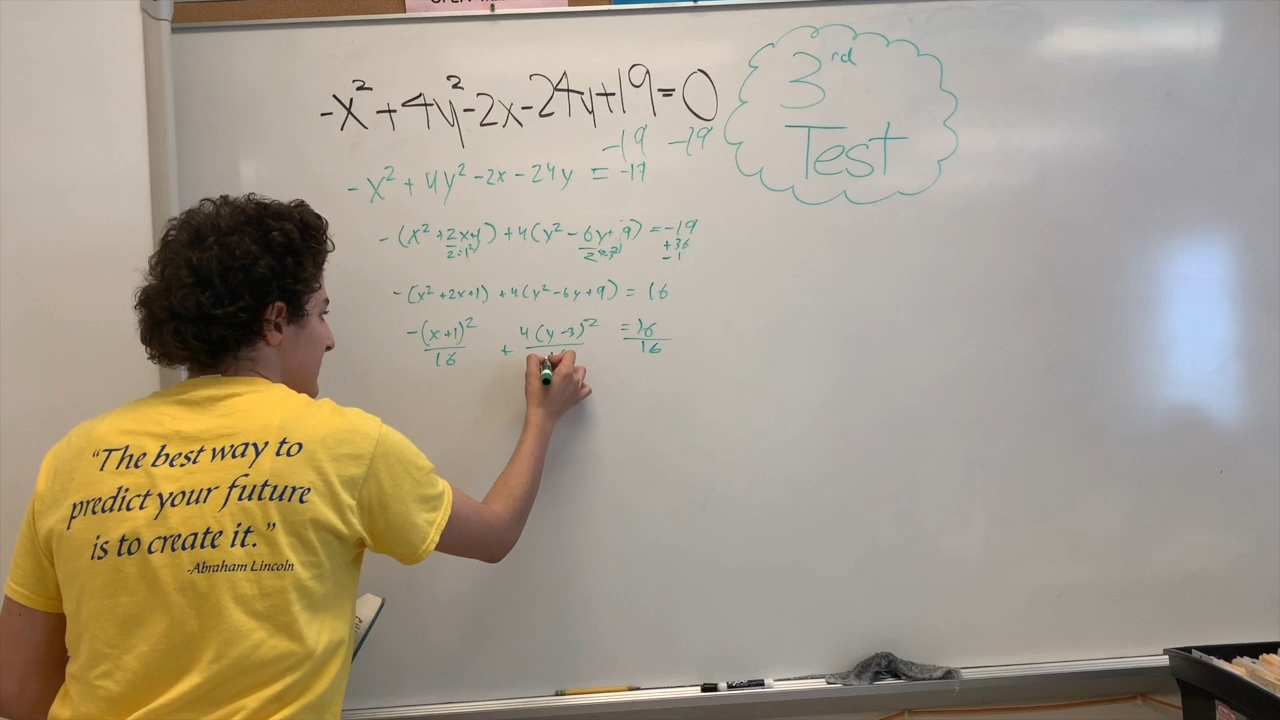 -x² + 4y² - 2x - 24y + 19 = 0
-19 -19
-x² + 4y² - 2x - 24y = -19
-(x² + 2x+1) + 4(y² - 6y + 9) = -19
+36
-1
-(x² + 2x + 1) + 4(y² - 6y + 9) = 16
-(x+1)² 4(y-3)² = 16
16 + 16
3rd
Test
"The best way to
predict your future
is to create it."
-Abraham Lincoln